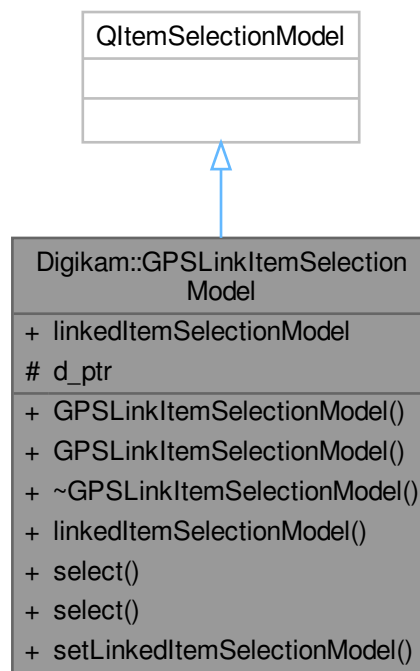 QItemSelectionModel
Digikam::GPSLinkItemSelection
Model
+ linkedItemSelectionModel
# d_ptr
+ GPSLinkItemSelectionModel()
+ GPSLinkItemSelectionModel()
+ ~GPSLinkItemSelectionModel()
+ linkedItemSelectionModel()
+ select()
+ select()
+ setLinkedItemSelectionModel()